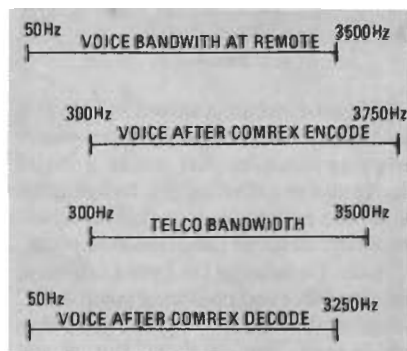 50Hz 3500Hz
VOICE BANDWITH AT REMOTE
300Hz 3750Hz
VOICE AFTER COMREX ENCODE
300Hz 3500Hz
TELCO BANDWIDTH
50Hz 3250Hz
VOICE AFTER COMREX DECODE